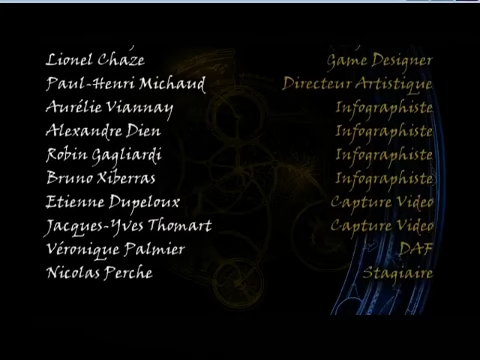 Lionel Chaze Game Designer
Paul-Henri Michaud Directeur Artistique
Aurélie Viannay Infographiste
Alexandre Dien Infographiste
Robin Gagliardi Infographiste
Bruno Xiberras Infographiste
Etienne Dupeloux Capture Video
Jacques-Yves Thomart Capture Video
Véronique Palmier DAF
Nicolas Perche Stagiaire